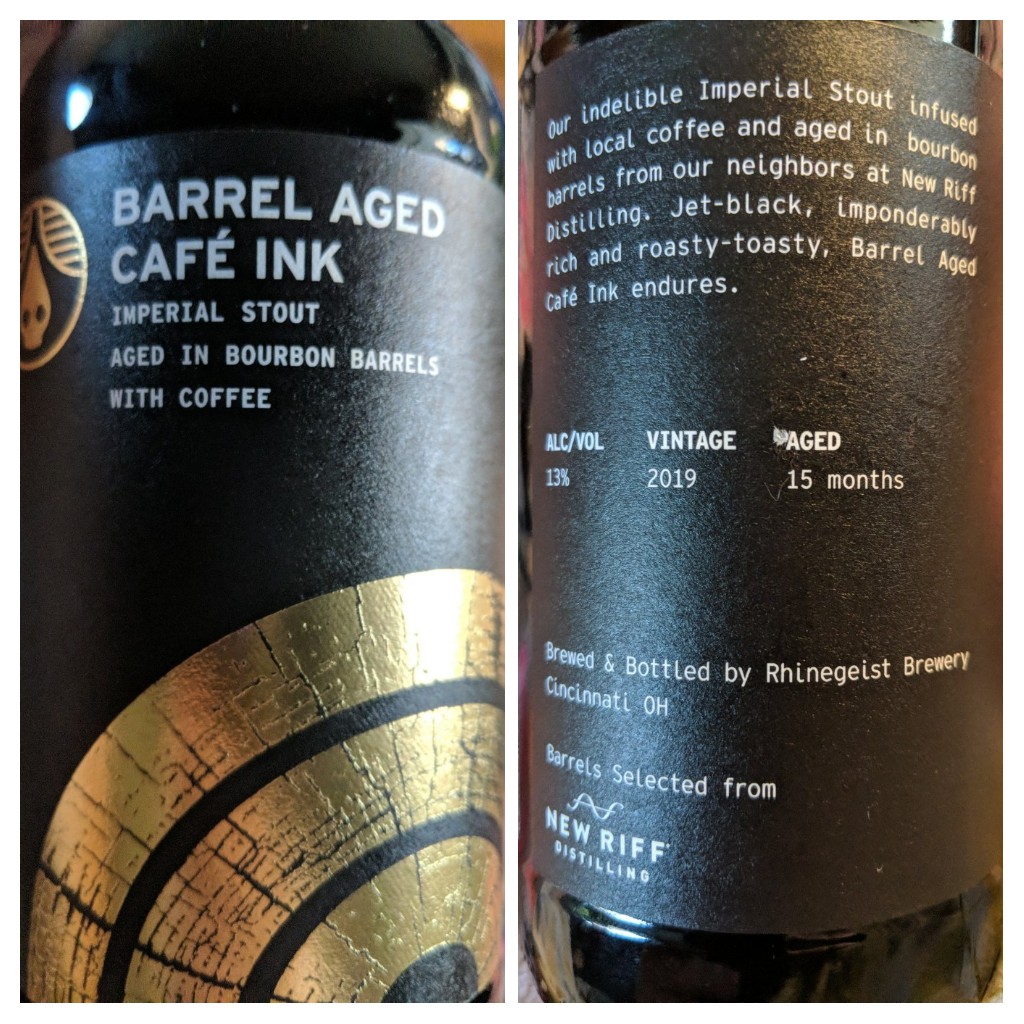 BARREL AGED
CAFÉ INK
IMPERIAL STOUT
AGED IN BOURBON BARRELS
WITH COFFEE
Our indelible Imperial Stout infused
with local coffee and aged in bourbon
barrels from our neighbors at New Riff
Distilling. Jet-black, imponderably
rich and roasty-toasty, Barrel Aged
Café Ink endures.
ALC/VOL VINTAGE AGED
13% 2019 15 months
Brewed & Bottled by Rhinegeist Brewery
Cincinnati OH
Barrels Selected from
NEW RIFF
DISTILLING